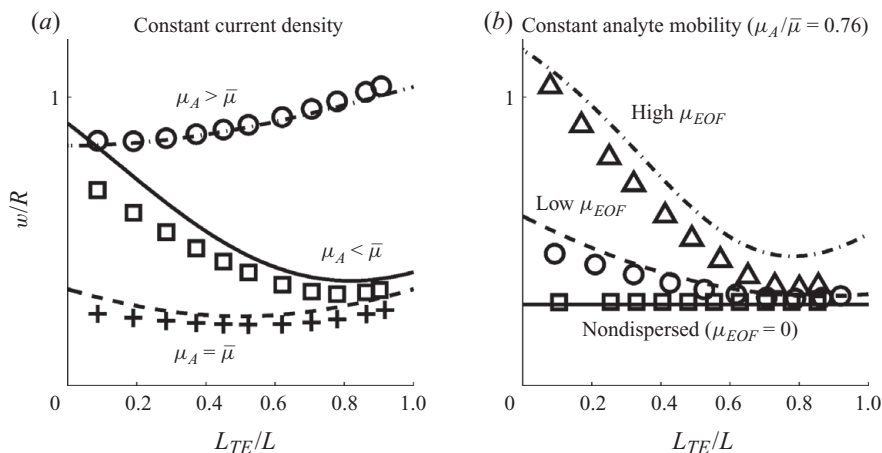 (a) Constant current density
1
μ_A > μ̄
w/R
μ_A < μ̄
μ_A = μ̄
0 0.2 0.4 0.6 0.8 1.0
L_TE/L
(b) Constant analyte mobility (μ_A/μ̄ = 0.76)
1
High μ_EOF
Low μ_EOF
Nondispersed (μ_EOF = 0)
0 0.2 0.4 0.6 0.8 1.0
L_TE/L